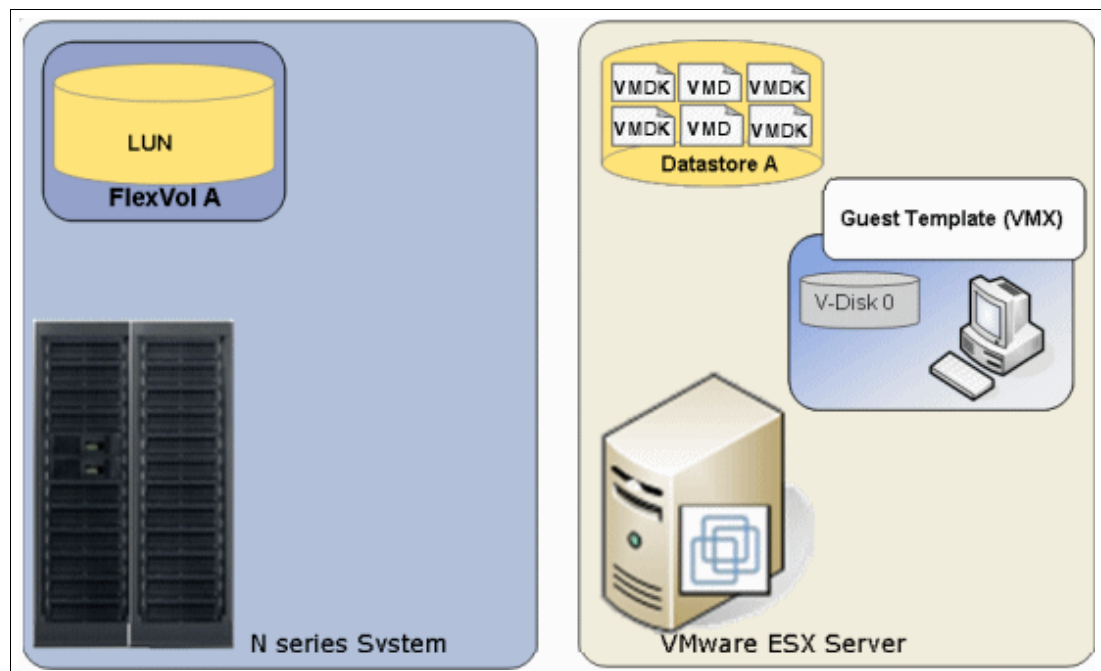 LUN
FlexVol A
N series System
VMDK VMD VMDK
VMDK VMD VMDK
Datastore A
Guest Template (VMX)
V-Disk 0
VMware ESX Server